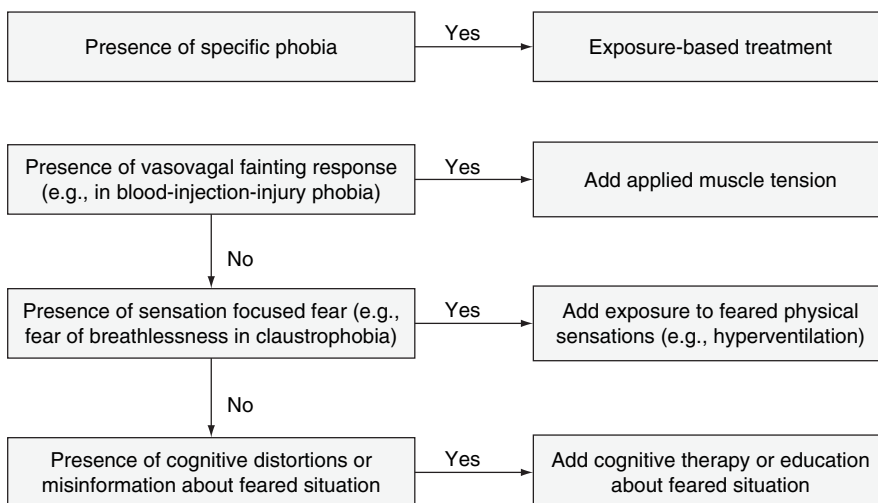 Presence of specific phobia
Yes
Exposure-based treatment
Presence of vasovagal fainting response
(e.g., in blood-injection-injury phobia)
Yes
Add applied muscle tension
No
Presence of sensation focused fear (e.g.,
fear of breathlessness in claustrophobia)
Yes
Add exposure to feared physical
sensations (e.g., hyperventilation)
No
Presence of cognitive distortions or
misinformation about feared situation
Yes
Add cognitive therapy or education
about feared situation